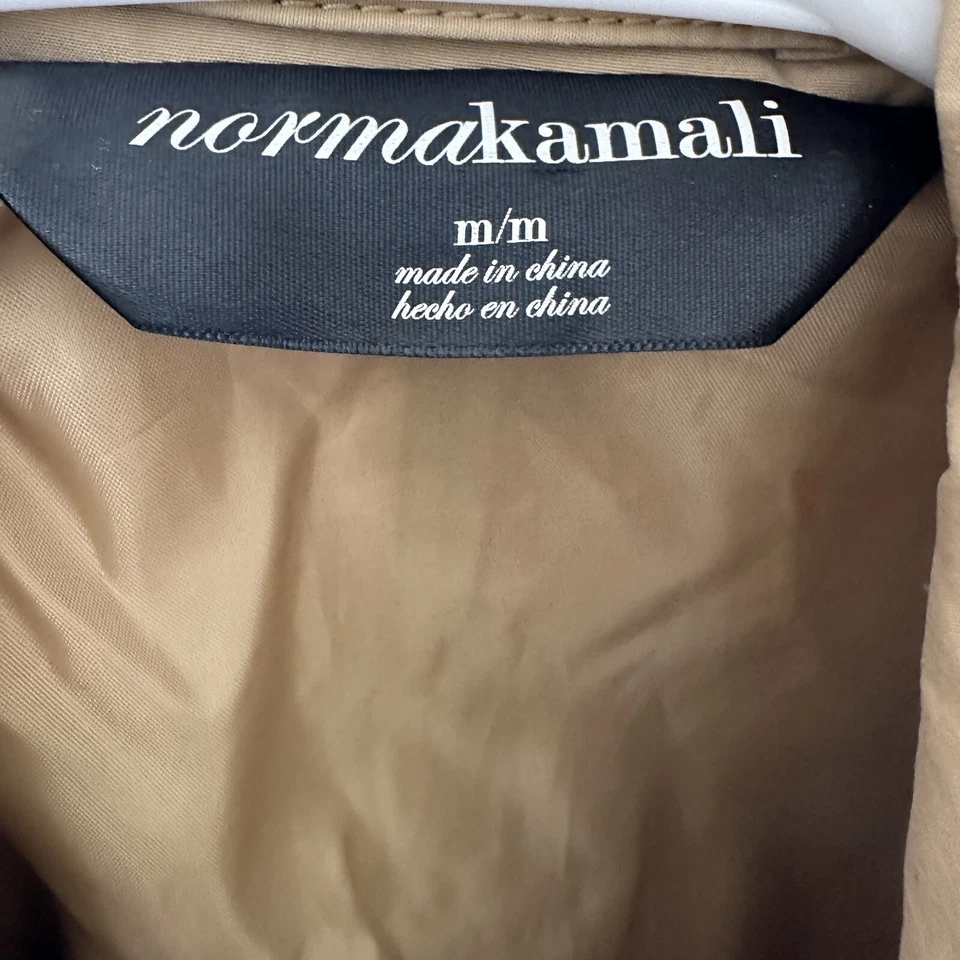 normakamali
m/m
made in china
hecho en china